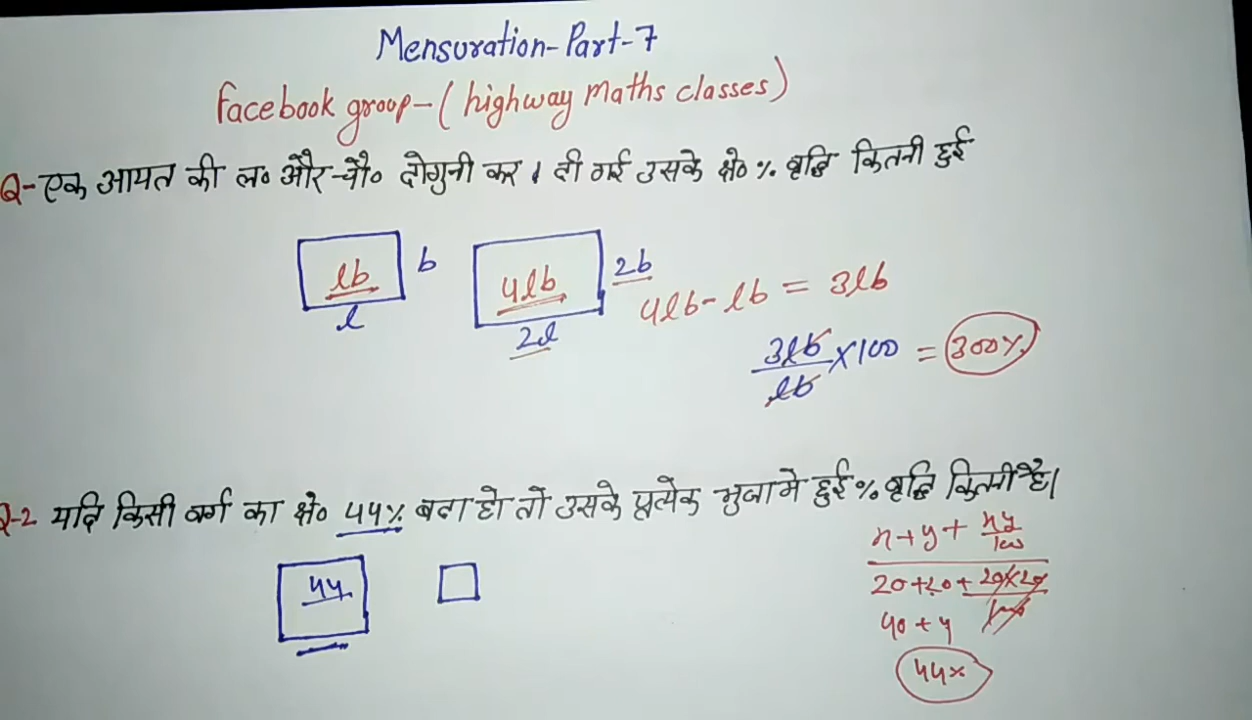 Mensuration-Part-7
Facebook group-(highway Maths classes)
Q-एक आयत की ल० और चौ० दोगुनी कर। दी गई उसके क्षे० % वृद्धि कितनी हुई
lb
b
l
4lb
2b
2l
4lb-lb = 3lb
3lb/lb ×100 = 300%
Q-2 यदि किसी वर्ग का क्षे० 44% बढा हो तो उसके प्रत्येक भुजा मे हुई % वृद्धि कितनी है।
44
x+y+ xy/100
20+20+ 20×20/100
40+4
44%